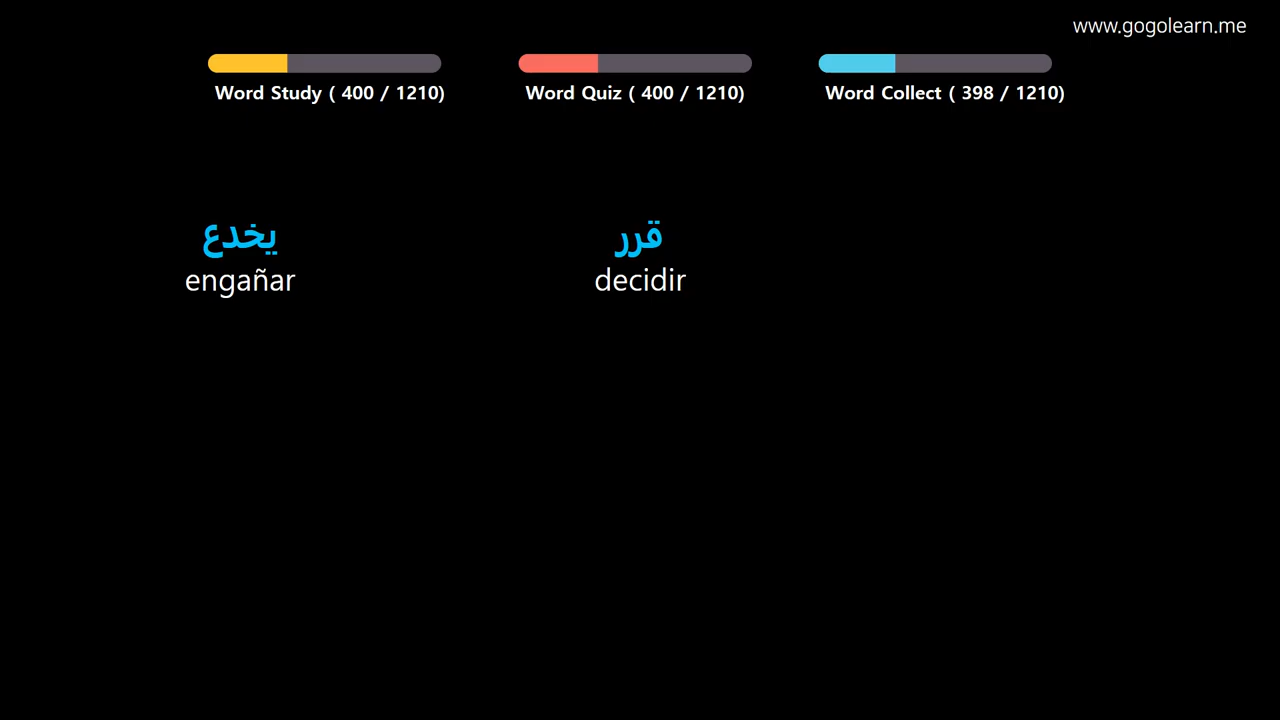 www.gogolearn.me
Word Study ( 400 / 1210)
Word Quiz ( 400 / 1210)
Word Collect ( 398 / 1210)
يخدع
engañar
قرر
decidir